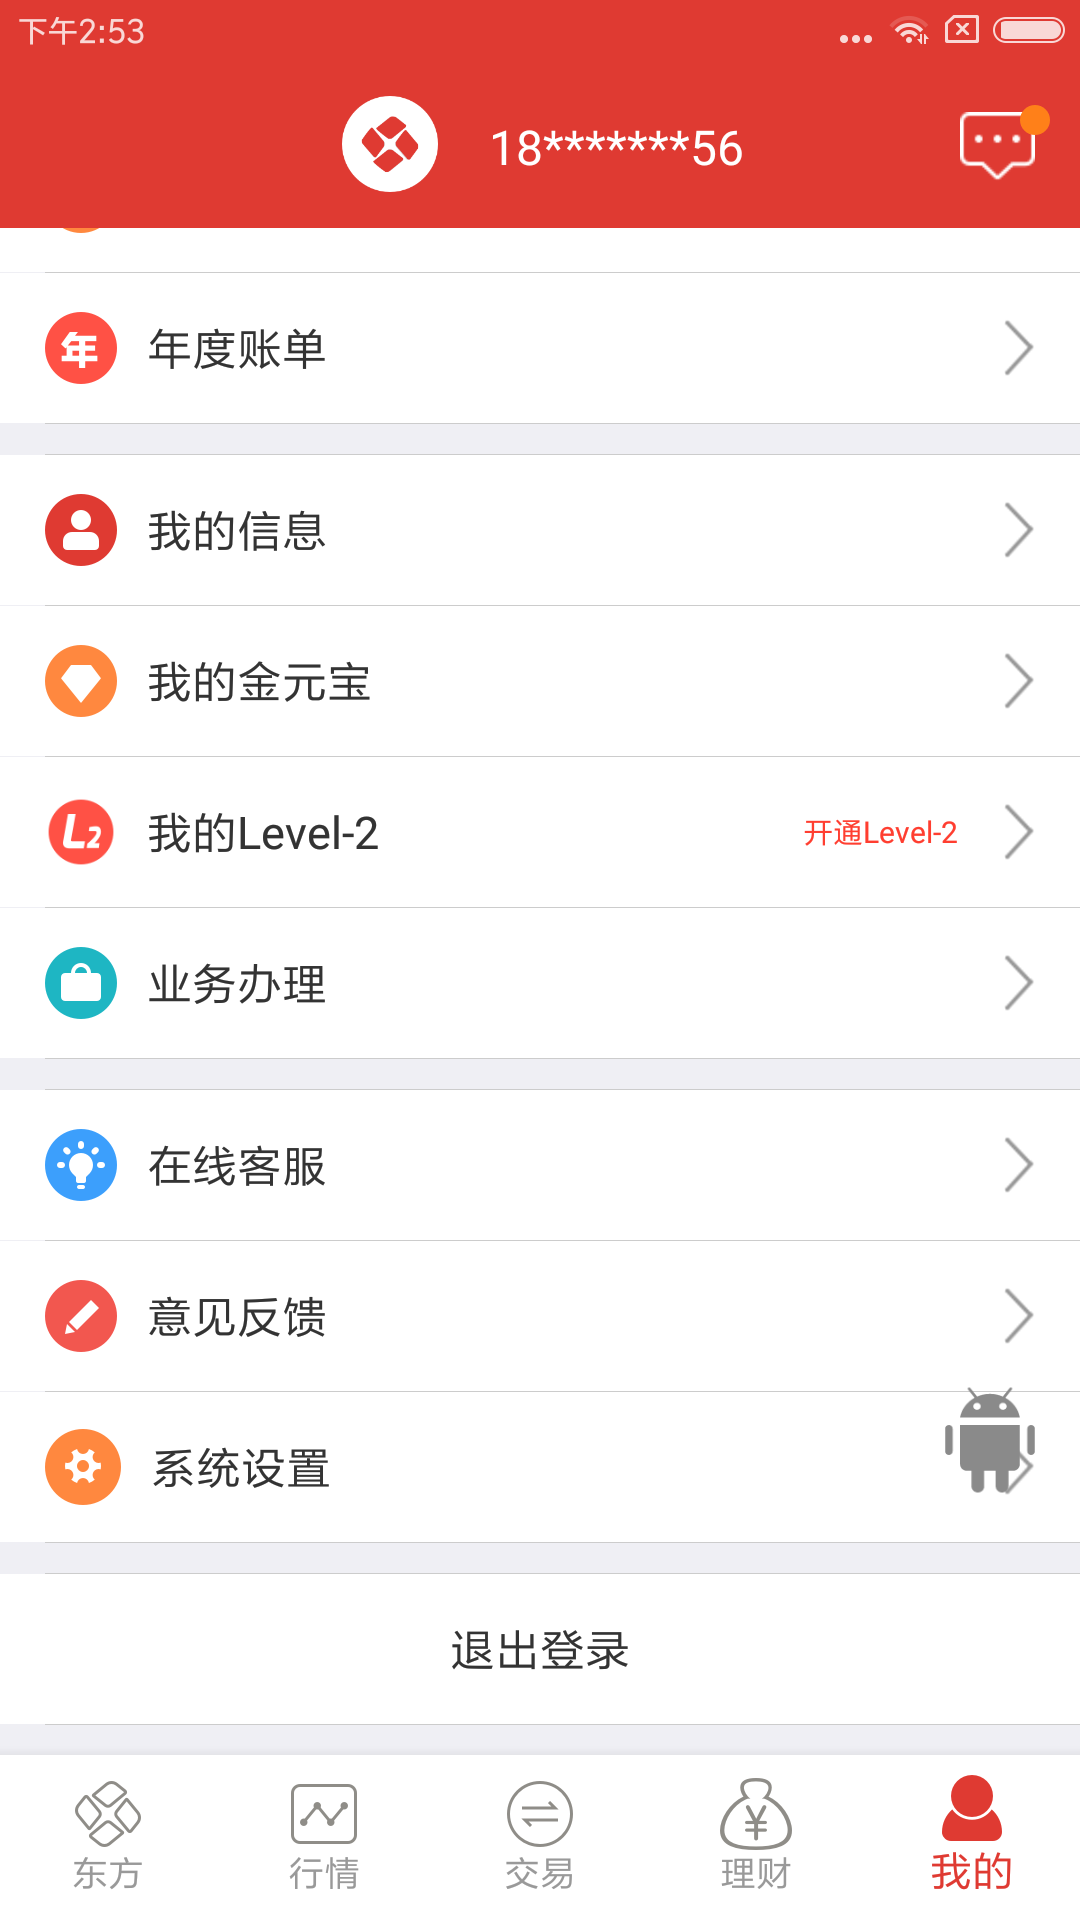 下午2:53
18*******56
年 年度账单
我的信息
我的金元宝
L2 我的Level-2 开通Level-2
业务办理
在线客服
意见反馈
系统设置
退出登录
东方 行情 交易 理财 我的